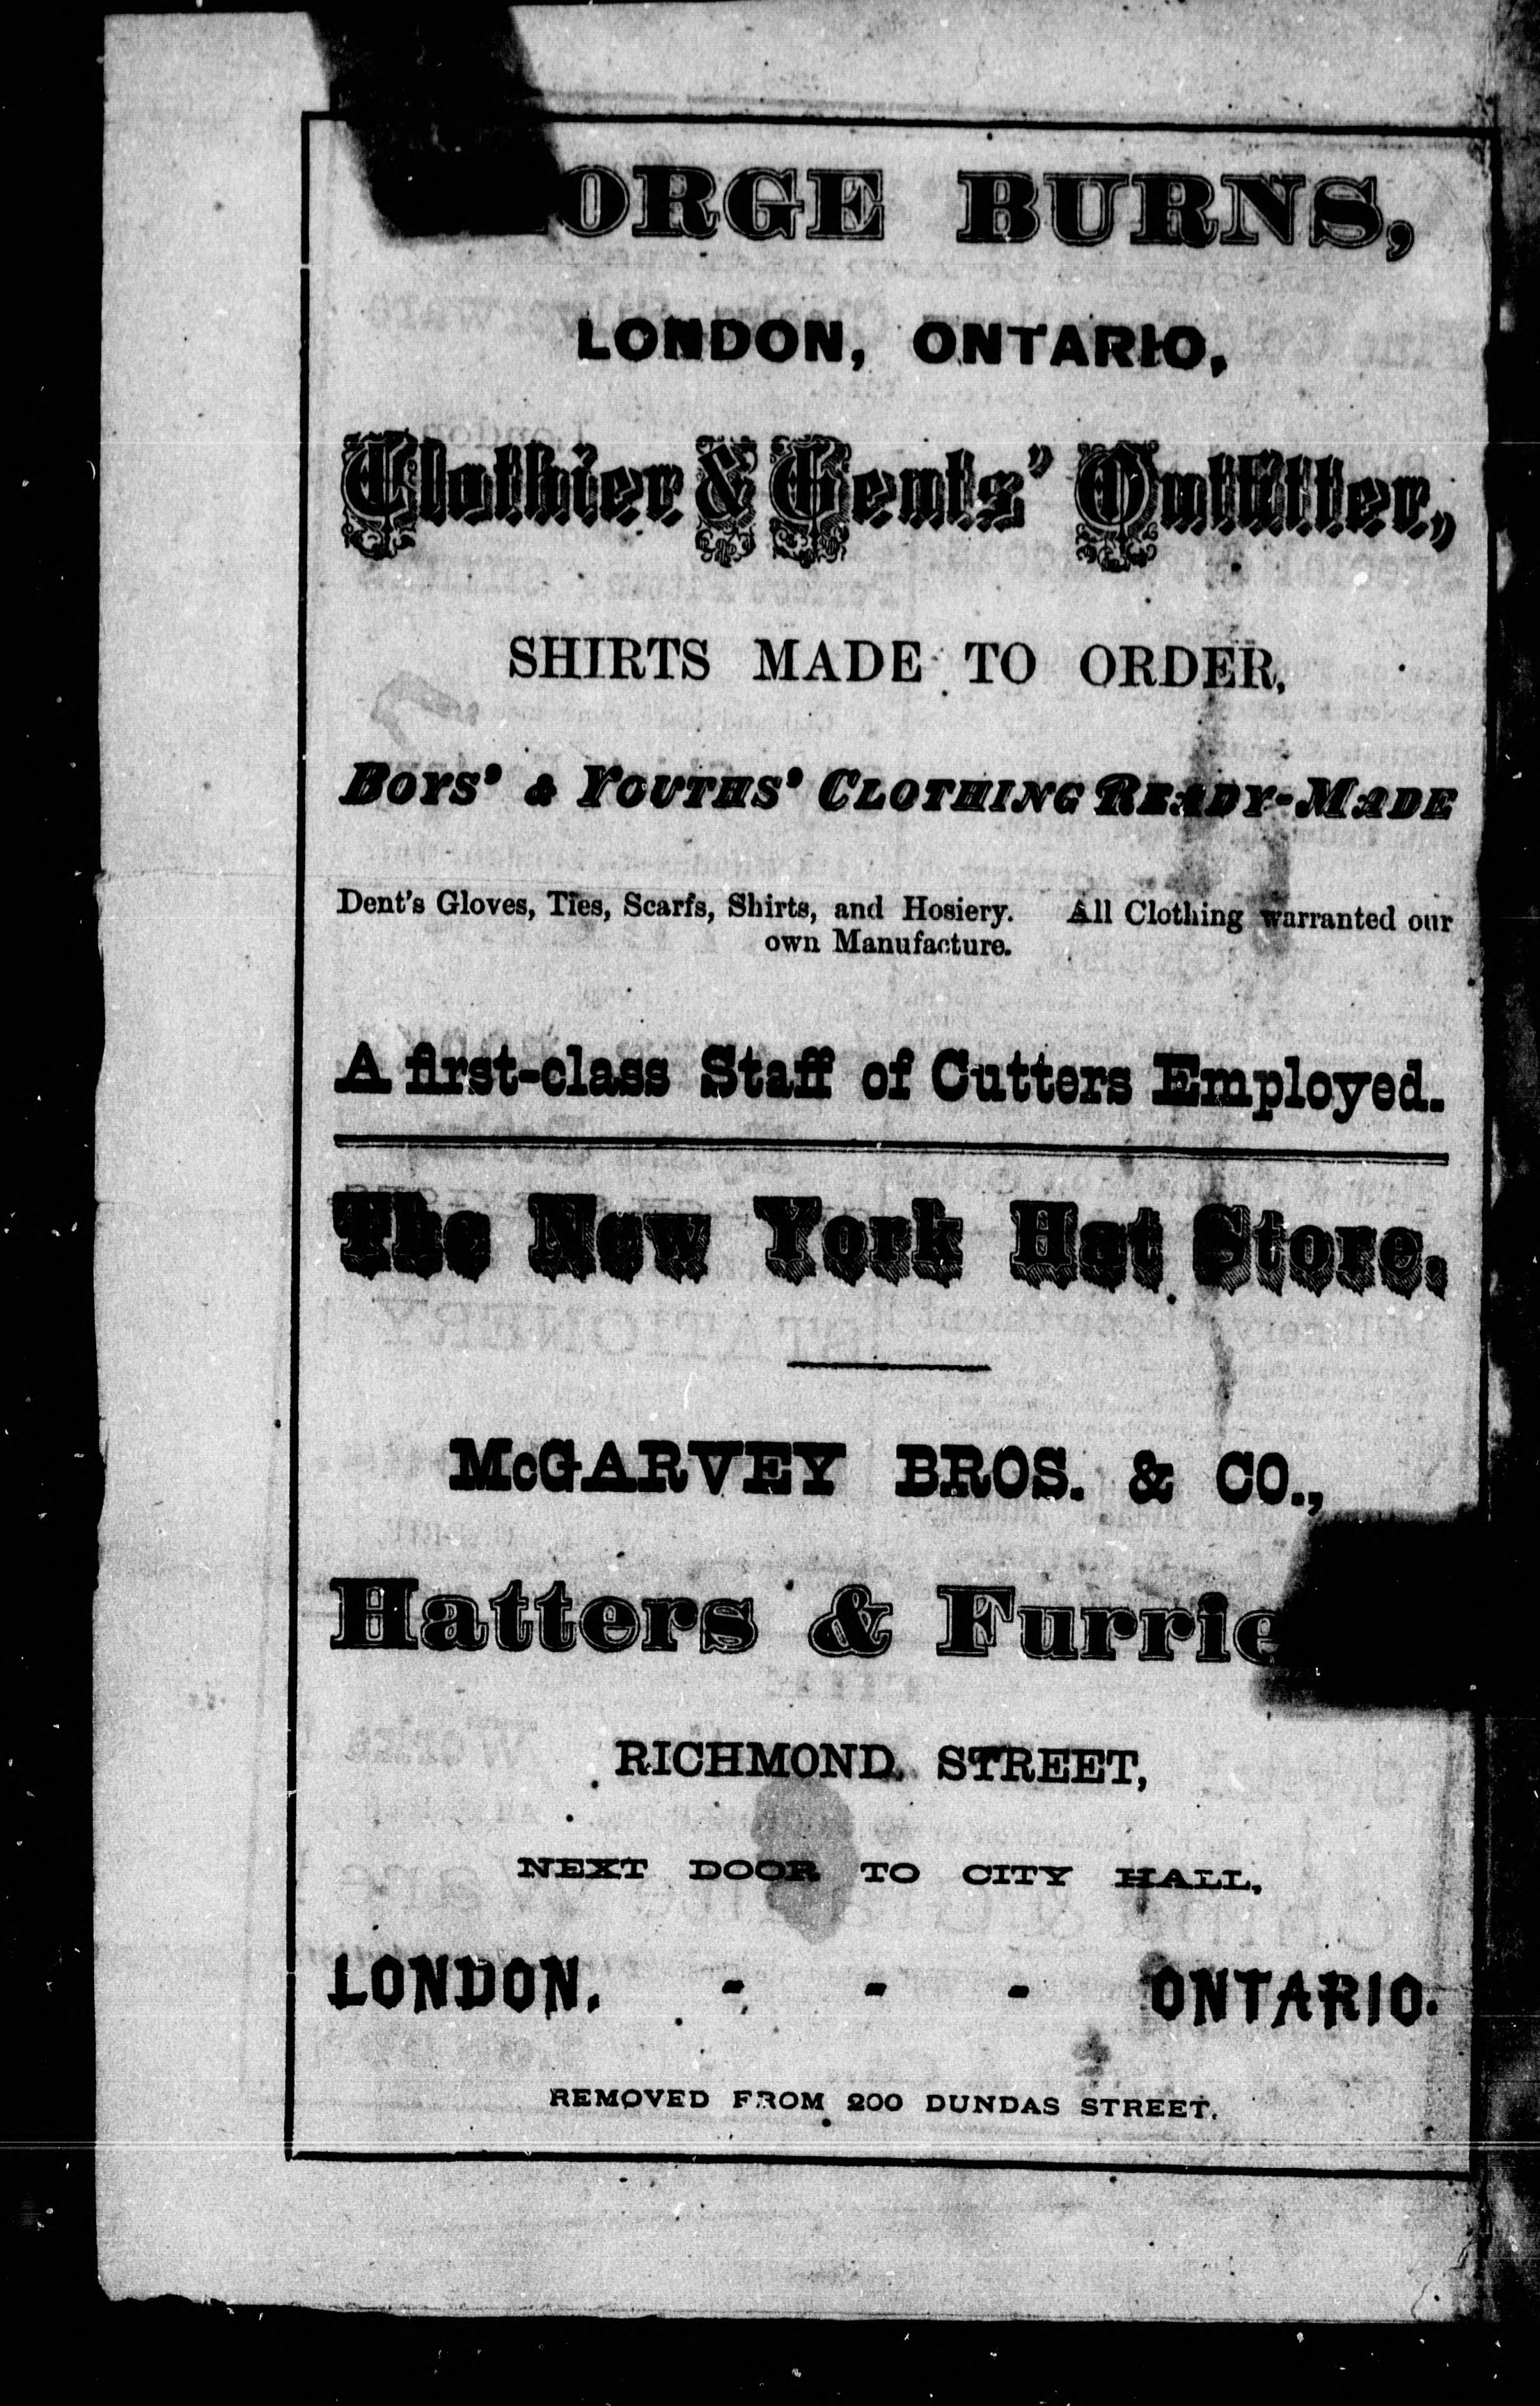 ORGE BURNS,
LONDON, ONTARIO,
Clothier & Gents' Outfitter,
SHIRTS MADE TO ORDER,
BOYS' & YOUTHS' CLOTHING READY-MADE
Dent's Gloves, Ties, Scarfs, Shirts, and Hosiery. All Clothing warranted our
own Manufacture.
A first-class Staff of Cutters Employed.
The New York Hat Store.
McGARVEY BROS. & CO.,
Hatters & Furrie
RICHMOND STREET,
NEXT DOOR TO CITY HALL,
LONDON, - - - ONTARIO.
REMOVED FROM 200 DUNDAS STREET.